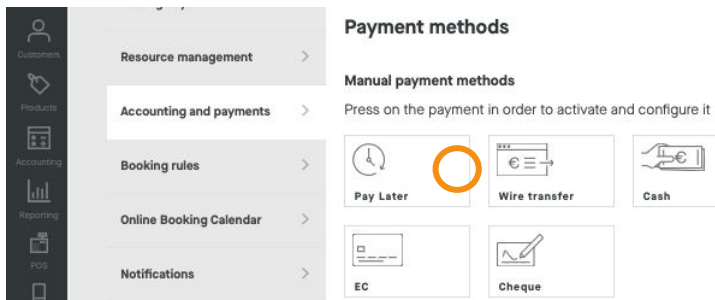 Customers
Products
Accounting
Reporting
POS
Resource management
Accounting and payments
Booking rules
Online Booking Calendar
Notifications
Payment methods
Manual payment methods
Press on the payment in order to activate and configure it
Pay Later
Wire transfer
Cash
EC
Cheque